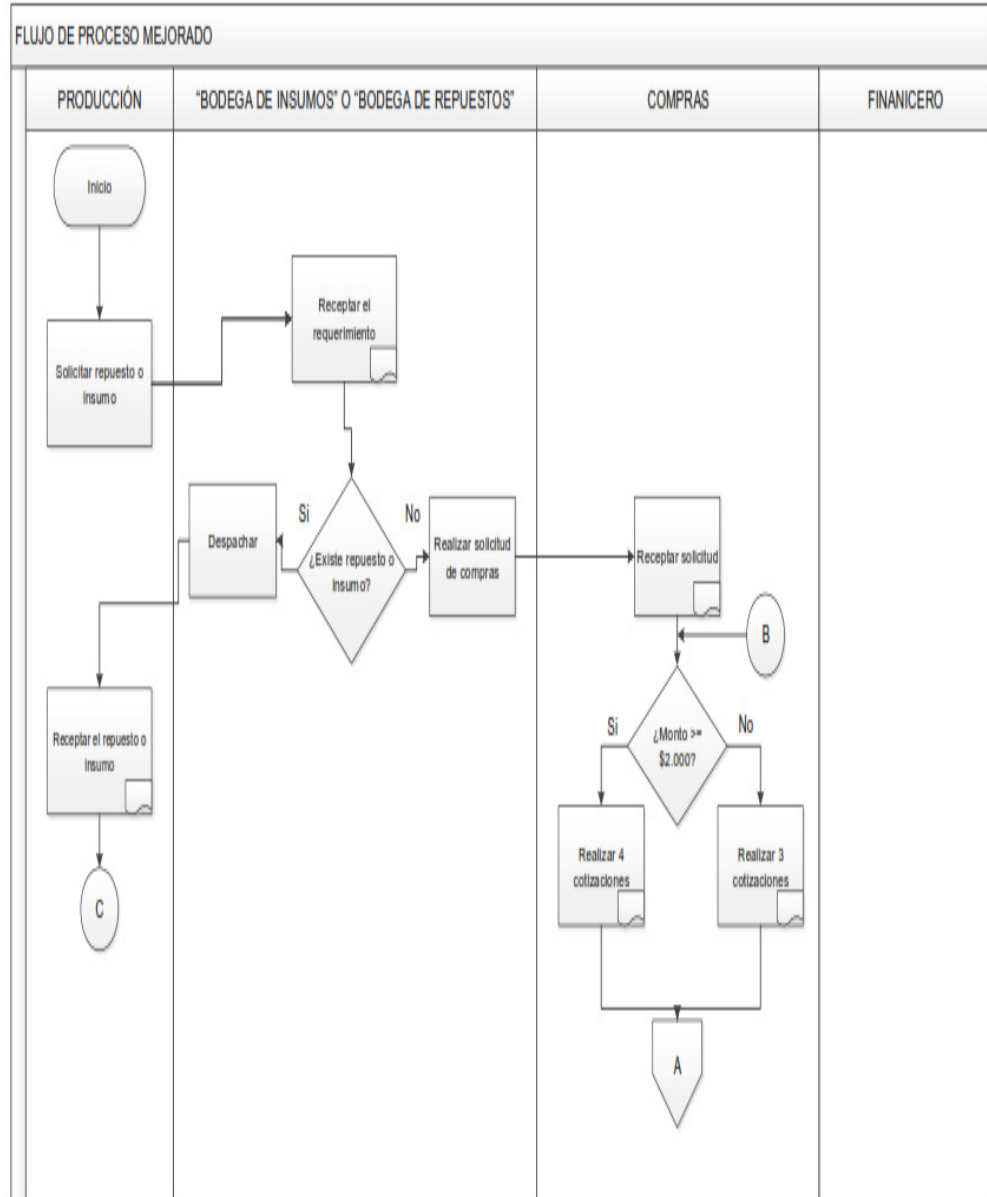 FLUJO DE PROCESO MEJORADO
PRODUCCIÓN
"BODEGA DE INSUMOS" O "BODEGA DE REPUESTOS"
COMPRAS
FINANICERO
Inicio
Solicitar repuesto o
insumo
Receptar el
requerimiento
¿Existe repuesto o
insumo?
Si
No
Despachar
Realizar solicitud
de compras
Receptar solicitud
B
Receptar el repuesto o
insumo
C
¿Monto >=
$2.000?
Si
No
Realizar 4
cotizaciones
Realizar 3
cotizaciones
A